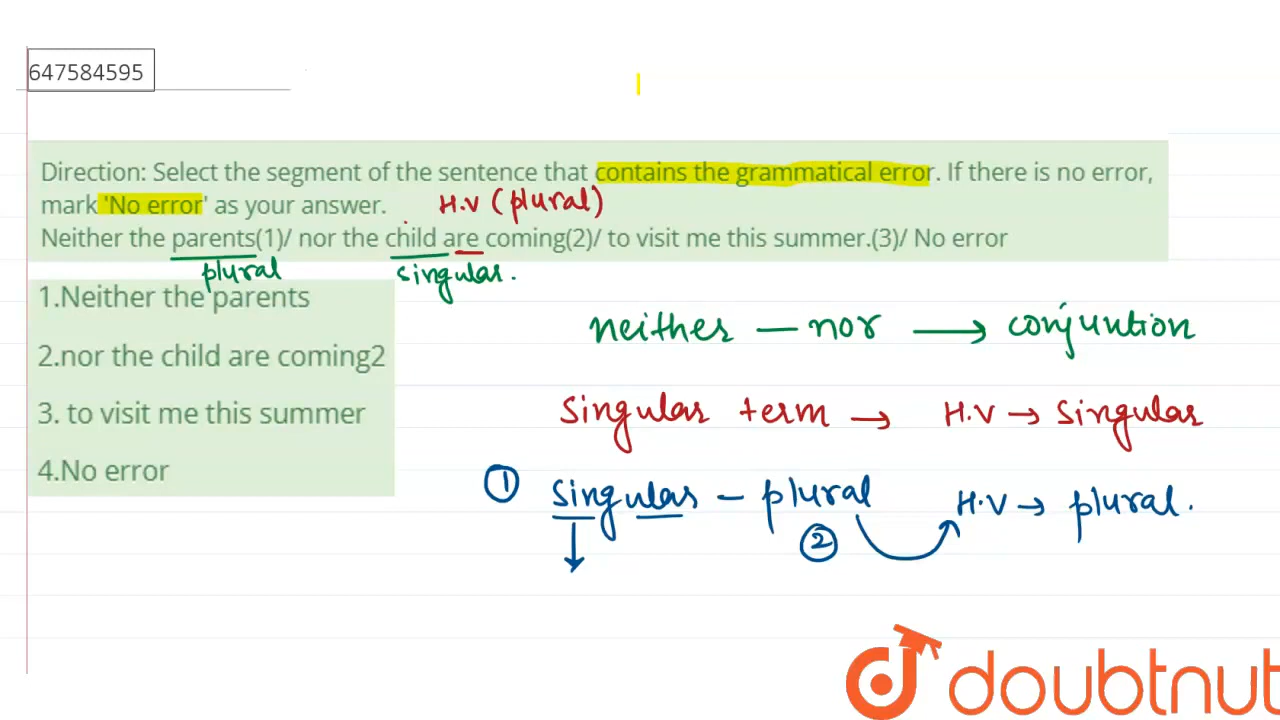 647584595
Direction: Select the segment of the sentence that contains the grammatical error. If there is no error,
mark 'No error' as your answer.
H.V (plural)
Neither the parents(1)/ nor the child are coming(2)/ to visit me this summer.(3)/ No error
plural
singular.
1.Neither the parents
2.nor the child are coming2
3. to visit me this summer
4.No error
neither — nor → conjuntion
Singular term → H.V → Singular
① Singular – plural H.V → plural.
②
doubtnut